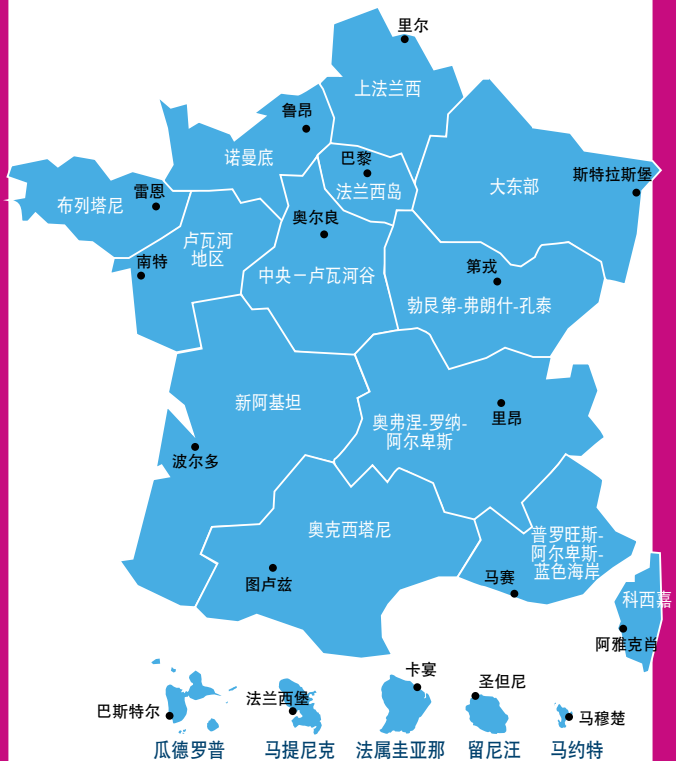 里尔
上法兰西
鲁昂
诺曼底
巴黎
法兰西岛
大东部
斯特拉斯堡
雷恩
布列塔尼
卢瓦河
地区
奥尔良
南特
中央－卢瓦河谷
第戎
勃艮第-弗朗什-孔泰
新阿基坦
奥弗涅-罗纳-
阿尔卑斯
里昂
波尔多
奥克西塔尼
普罗旺斯-
阿尔卑斯-
蓝色海岸
图卢兹
马赛
科西嘉
阿雅克肖
卡宴
圣但尼
法兰西堡
巴斯特尔
马穆楚
瓜德罗普
马提尼克
法属圭亚那
留尼汪
马约特